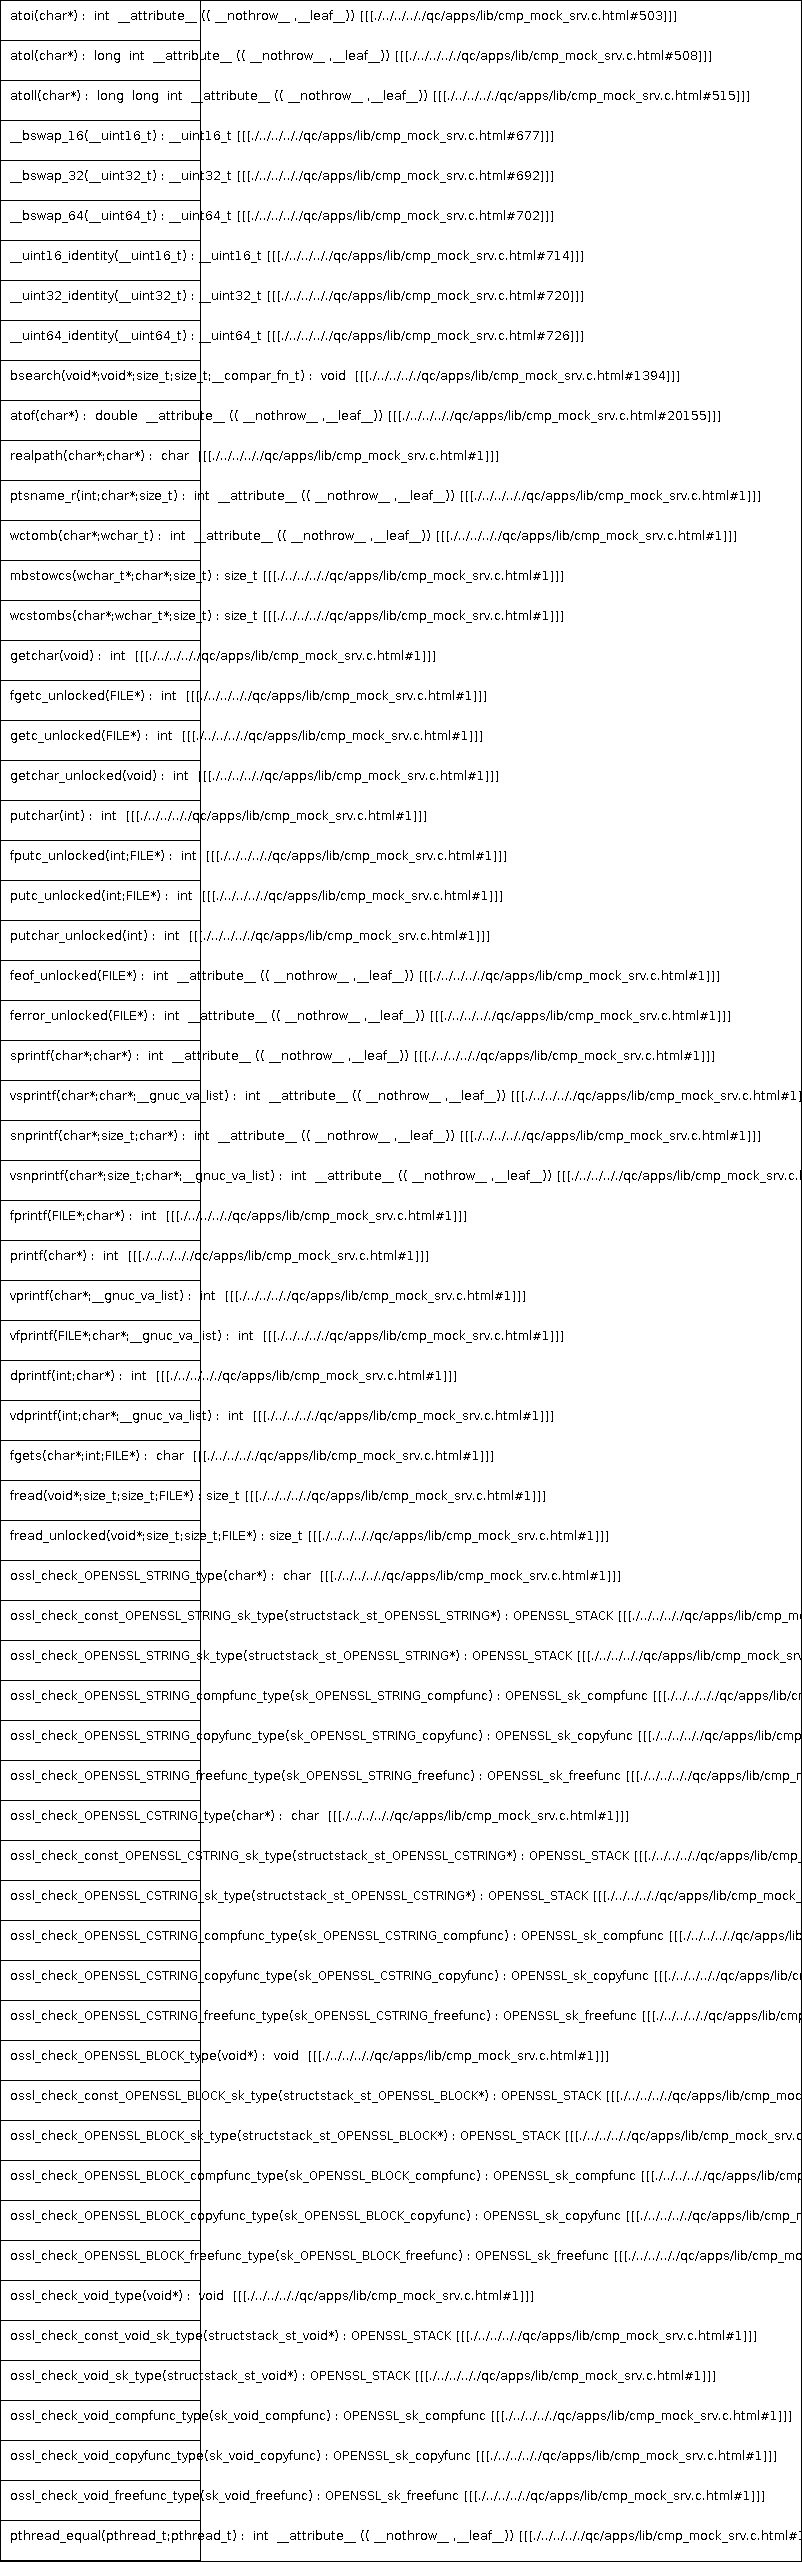 atoi(char*) :  int  __attribute__ (( __nothrow__ ,__leaf__)) [[[./../../../../qc/apps/lib/cmp_mock_srv.c.html#503]]]
atol(char*) :  long  int  __attribute__ (( __nothrow__ ,__leaf__)) [[[./../../../../qc/apps/lib/cmp_mock_srv.c.html#508]]]
atoll(char*) :  long  long  int  __attribute__ (( __nothrow__ ,__leaf__)) [[[./../../../../qc/apps/lib/cmp_mock_srv.c.html#515]]]
__bswap_16(__uint16_t) : __uint16_t [[[./../../../../qc/apps/lib/cmp_mock_srv.c.html#677]]]
__bswap_32(__uint32_t) : __uint32_t [[[./../../../../qc/apps/lib/cmp_mock_srv.c.html#692]]]
__bswap_64(__uint64_t) : __uint64_t [[[./../../../../qc/apps/lib/cmp_mock_srv.c.html#702]]]
__uint16_identity(__uint16_t) : __uint16_t [[[./../../../../qc/apps/lib/cmp_mock_srv.c.html#714]]]
__uint32_identity(__uint32_t) : __uint32_t [[[./../../../../qc/apps/lib/cmp_mock_srv.c.html#720]]]
__uint64_identity(__uint64_t) : __uint64_t [[[./../../../../qc/apps/lib/cmp_mock_srv.c.html#726]]]
bsearch(void*;void*;size_t;size_t;__compar_fn_t) :  void  [[[./../../../../qc/apps/lib/cmp_mock_srv.c.html#1394]]]
atof(char*) :  double  __attribute__ (( __nothrow__ ,__leaf__)) [[[./../../../../qc/apps/lib/cmp_mock_srv.c.html#20155]]]
realpath(char*;char*) :  char  [[[./../../../../qc/apps/lib/cmp_mock_srv.c.html#1]]]
ptsname_r(int;char*;size_t) :  int  __attribute__ (( __nothrow__ ,__leaf__)) [[[./../../../../qc/apps/lib/cmp_mock_srv.c.html#1]]]
wctomb(char*;wchar_t) :  int  __attribute__ (( __nothrow__ ,__leaf__)) [[[./../../../../qc/apps/lib/cmp_mock_srv.c.html#1]]]
mbstowcs(wchar_t*;char*;size_t) : size_t [[[./../../../../qc/apps/lib/cmp_mock_srv.c.html#1]]]
wcstombs(char*;wchar_t*;size_t) : size_t [[[./../../../../qc/apps/lib/cmp_mock_srv.c.html#1]]]
getchar(void) :  int  [[[./../../../../qc/apps/lib/cmp_mock_srv.c.html#1]]]
fgetc_unlocked(FILE*) :  int  [[[./../../../../qc/apps/lib/cmp_mock_srv.c.html#1]]]
getc_unlocked(FILE*) :  int  [[[./../../../../qc/apps/lib/cmp_mock_srv.c.html#1]]]
getchar_unlocked(void) :  int  [[[./../../../../qc/apps/lib/cmp_mock_srv.c.html#1]]]
putchar(int) :  int  [[[./../../../../qc/apps/lib/cmp_mock_srv.c.html#1]]]
fputc_unlocked(int;FILE*) :  int  [[[./../../../../qc/apps/lib/cmp_mock_srv.c.html#1]]]
putc_unlocked(int;FILE*) :  int  [[[./../../../../qc/apps/lib/cmp_mock_srv.c.html#1]]]
putchar_unlocked(int) :  int  [[[./../../../../qc/apps/lib/cmp_mock_srv.c.html#1]]]
feof_unlocked(FILE*) :  int  __attribute__ (( __nothrow__ ,__leaf__)) [[[./../../../../qc/apps/lib/cmp_mock_srv.c.html#1]]]
ferror_unlocked(FILE*) :  int  __attribute__ (( __nothrow__ ,__leaf__)) [[[./../../../../qc/apps/lib/cmp_mock_srv.c.html#1]]]
sprintf(char*;char*) :  int  __attribute__ (( __nothrow__ ,__leaf__)) [[[./../../../../qc/apps/lib/cmp_mock_srv.c.html#1]]]
vsprintf(char*;char*;__gnuc_va_list) :  int  __attribute__ (( __nothrow__ ,__leaf__)) [[[./../../../../qc/apps/lib/cmp_mock_srv.c.html#1]
snprintf(char*;size_t;char*) :  int  __attribute__ (( __nothrow__ ,__leaf__)) [[[./../../../../qc/apps/lib/cmp_mock_srv.c.html#1]]]
vsnprintf(char*;size_t;char*;__gnuc_va_list) :  int  __attribute__ (( __nothrow__ ,__leaf__)) [[[./../../../../qc/apps/lib/cmp_mock_srv.c.
fprintf(FILE*;char*) :  int  [[[./../../../../qc/apps/lib/cmp_mock_srv.c.html#1]]]
printf(char*) :  int  [[[./../../../../qc/apps/lib/cmp_mock_srv.c.html#1]]]
vprintf(char*;__gnuc_va_list) :  int  [[[./../../../../qc/apps/lib/cmp_mock_srv.c.html#1]]]
vfprintf(FILE*;char*;__gnuc_va_list) :  int  [[[./../../../../qc/apps/lib/cmp_mock_srv.c.html#1]]]
dprintf(int;char*) :  int  [[[./../../../../qc/apps/lib/cmp_mock_srv.c.html#1]]]
vdprintf(int;char*;__gnuc_va_list) :  int  [[[./../../../../qc/apps/lib/cmp_mock_srv.c.html#1]]]
fgets(char*;int;FILE*) :  char  [[[./../../../../qc/apps/lib/cmp_mock_srv.c.html#1]]]
fread(void*;size_t;size_t;FILE*) : size_t [[[./../../../../qc/apps/lib/cmp_mock_srv.c.html#1]]]
fread_unlocked(void*;size_t;size_t;FILE*) : size_t [[[./../../../../qc/apps/lib/cmp_mock_srv.c.html#1]]]
ossl_check_OPENSSL_STRING_type(char*) :  char  [[[./../../../../qc/apps/lib/cmp_mock_srv.c.html#1]]]
ossl_check_const_OPENSSL_STRING_sk_type(structstack_st_OPENSSL_STRING*) : OPENSSL_STACK [[[./../../../../qc/apps/lib/cmp_m
ossl_check_OPENSSL_STRING_sk_type(structstack_st_OPENSSL_STRING*) : OPENSSL_STACK [[[./../../../../qc/apps/lib/cmp_mock_srv
ossl_check_OPENSSL_STRING_compfunc_type(sk_OPENSSL_STRING_compfunc) : OPENSSL_sk_compfunc [[[./../../../../qc/apps/lib/c
ossl_check_OPENSSL_STRING_copyfunc_type(sk_OPENSSL_STRING_copyfunc) : OPENSSL_sk_copyfunc [[[./../../../../qc/apps/lib/cmp
ossl_check_OPENSSL_STRING_freefunc_type(sk_OPENSSL_STRING_freefunc) : OPENSSL_sk_freefunc [[[./../../../../qc/apps/lib/cmp_
ossl_check_OPENSSL_CSTRING_type(char*) :  char  [[[./../../../../qc/apps/lib/cmp_mock_srv.c.html#1]]]
ossl_check_const_OPENSSL_CSTRING_sk_type(structstack_st_OPENSSL_CSTRING*) : OPENSSL_STACK [[[./../../../../qc/apps/lib/cmp_
ossl_check_OPENSSL_CSTRING_sk_type(structstack_st_OPENSSL_CSTRING*) : OPENSSL_STACK [[[./../../../../qc/apps/lib/cmp_mock_
ossl_check_OPENSSL_CSTRING_compfunc_type(sk_OPENSSL_CSTRING_compfunc) : OPENSSL_sk_compfunc [[[./../../../../qc/apps/lib
ossl_check_OPENSSL_CSTRING_copyfunc_type(sk_OPENSSL_CSTRING_copyfunc) : OPENSSL_sk_copyfunc [[[./../../../../qc/apps/lib/c
ossl_check_OPENSSL_CSTRING_freefunc_type(sk_OPENSSL_CSTRING_freefunc) : OPENSSL_sk_freefunc [[[./../../../../qc/apps/lib/cmp
ossl_check_OPENSSL_BLOCK_type(void*) :  void  [[[./../../../../qc/apps/lib/cmp_mock_srv.c.html#1]]]
ossl_check_const_OPENSSL_BLOCK_sk_type(structstack_st_OPENSSL_BLOCK*) : OPENSSL_STACK [[[./../../../../qc/apps/lib/cmp_moc
ossl_check_OPENSSL_BLOCK_sk_type(structstack_st_OPENSSL_BLOCK*) : OPENSSL_STACK [[[./../../../../qc/apps/lib/cmp_mock_srv.c
ossl_check_OPENSSL_BLOCK_compfunc_type(sk_OPENSSL_BLOCK_compfunc) : OPENSSL_sk_compfunc [[[./../../../../qc/apps/lib/cmp
ossl_check_OPENSSL_BLOCK_copyfunc_type(sk_OPENSSL_BLOCK_copyfunc) : OPENSSL_sk_copyfunc [[[./../../../../qc/apps/lib/cmp_
ossl_check_OPENSSL_BLOCK_freefunc_type(sk_OPENSSL_BLOCK_freefunc) : OPENSSL_sk_freefunc [[[./../../../../qc/apps/lib/cmp_mo
ossl_check_void_type(void*) :  void  [[[./../../../../qc/apps/lib/cmp_mock_srv.c.html#1]]]
ossl_check_const_void_sk_type(structstack_st_void*) : OPENSSL_STACK [[[./../../../../qc/apps/lib/cmp_mock_srv.c.html#1]]]
ossl_check_void_sk_type(structstack_st_void*) : OPENSSL_STACK [[[./../../../../qc/apps/lib/cmp_mock_srv.c.html#1]]]
ossl_check_void_compfunc_type(sk_void_compfunc) : OPENSSL_sk_compfunc [[[./../../../../qc/apps/lib/cmp_mock_srv.c.html#1]]]
ossl_check_void_copyfunc_type(sk_void_copyfunc) : OPENSSL_sk_copyfunc [[[./../../../../qc/apps/lib/cmp_mock_srv.c.html#1]]]
ossl_check_void_freefunc_type(sk_void_freefunc) : OPENSSL_sk_freefunc [[[./../../../../qc/apps/lib/cmp_mock_srv.c.html#1]]]
pthread_equal(pthread_t;pthread_t) :  int  __attribute__ (( __nothrow__ ,__leaf__)) [[[./../../../../qc/apps/lib/cmp_mock_srv.c.html#1